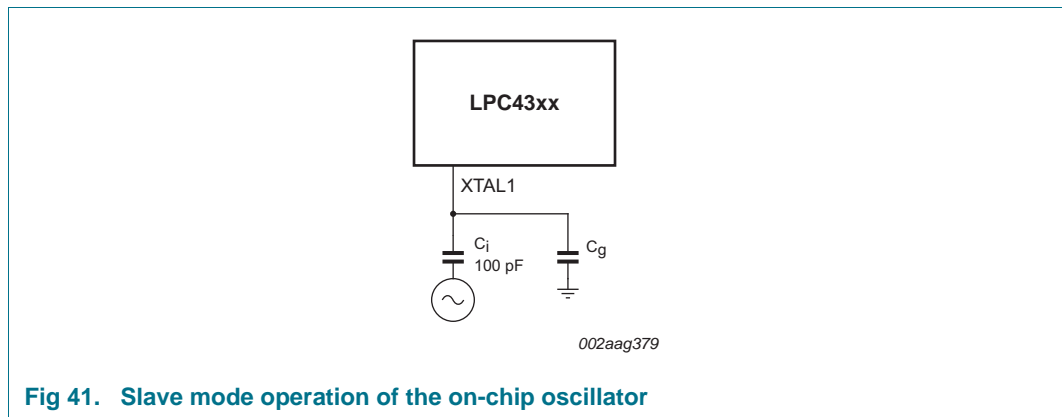 LPC43xx
XTAL1
Ci
100 pF
Cg
002aag379
Fig 41. Slave mode operation of the on-chip oscillator